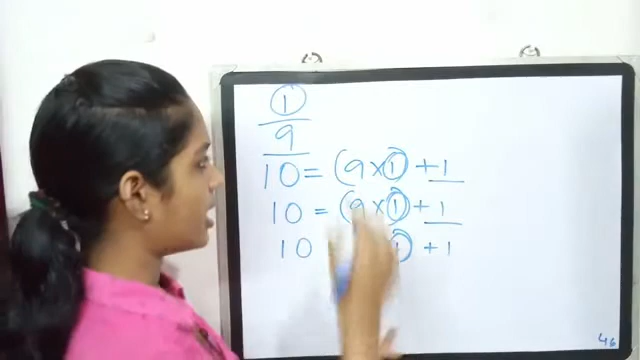 1
9
10 = (9 × 1) + 1
10 = (9 × 1) + 1
10 1) + 1
46